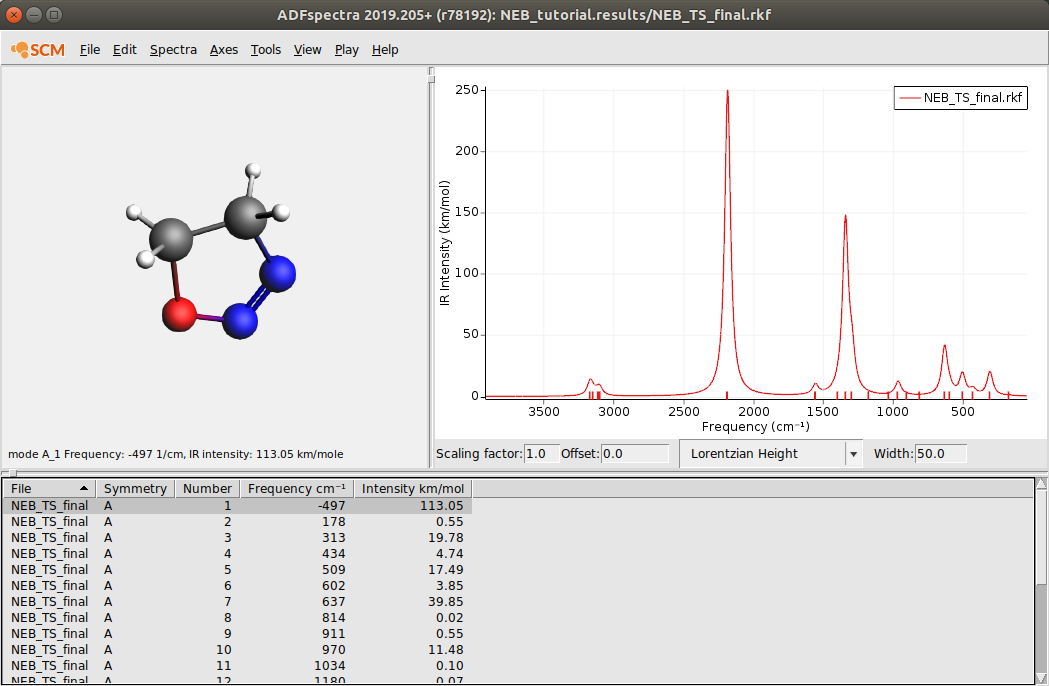 ADFspectra 2019.205+ (r78192): NEB_tutorial.results/NEB_TS_final.rkf
SCM File Edit Spectra Axes Tools View Play Help
NEB_TS_final.rkf
250
200
150
100
50
0
IR Intensity (km/mol)
3500 3000 2500 2000 1500 1000 500
Frequency (cm⁻¹)
mode A_1 Frequency: -497 1/cm, IR intensity: 113.05 km/mole
Scaling factor: 1.0 Offset: 0.0 Lorentzian Height Width: 50.0
File Symmetry Number Frequency cm⁻¹ Intensity km/mol
NEB_TS_final A 1 -497 113.05
NEB_TS_final A 2 178 0.55
NEB_TS_final A 3 313 19.78
NEB_TS_final A 4 434 4.74
NEB_TS_final A 5 509 17.49
NEB_TS_final A 6 602 3.85
NEB_TS_final A 7 637 39.85
NEB_TS_final A 8 814 0.02
NEB_TS_final A 9 911 0.55
NEB_TS_final A 10 970 11.48
NEB_TS_final A 11 1034 0.10
NEB_TS_final A 12 1180 0.07